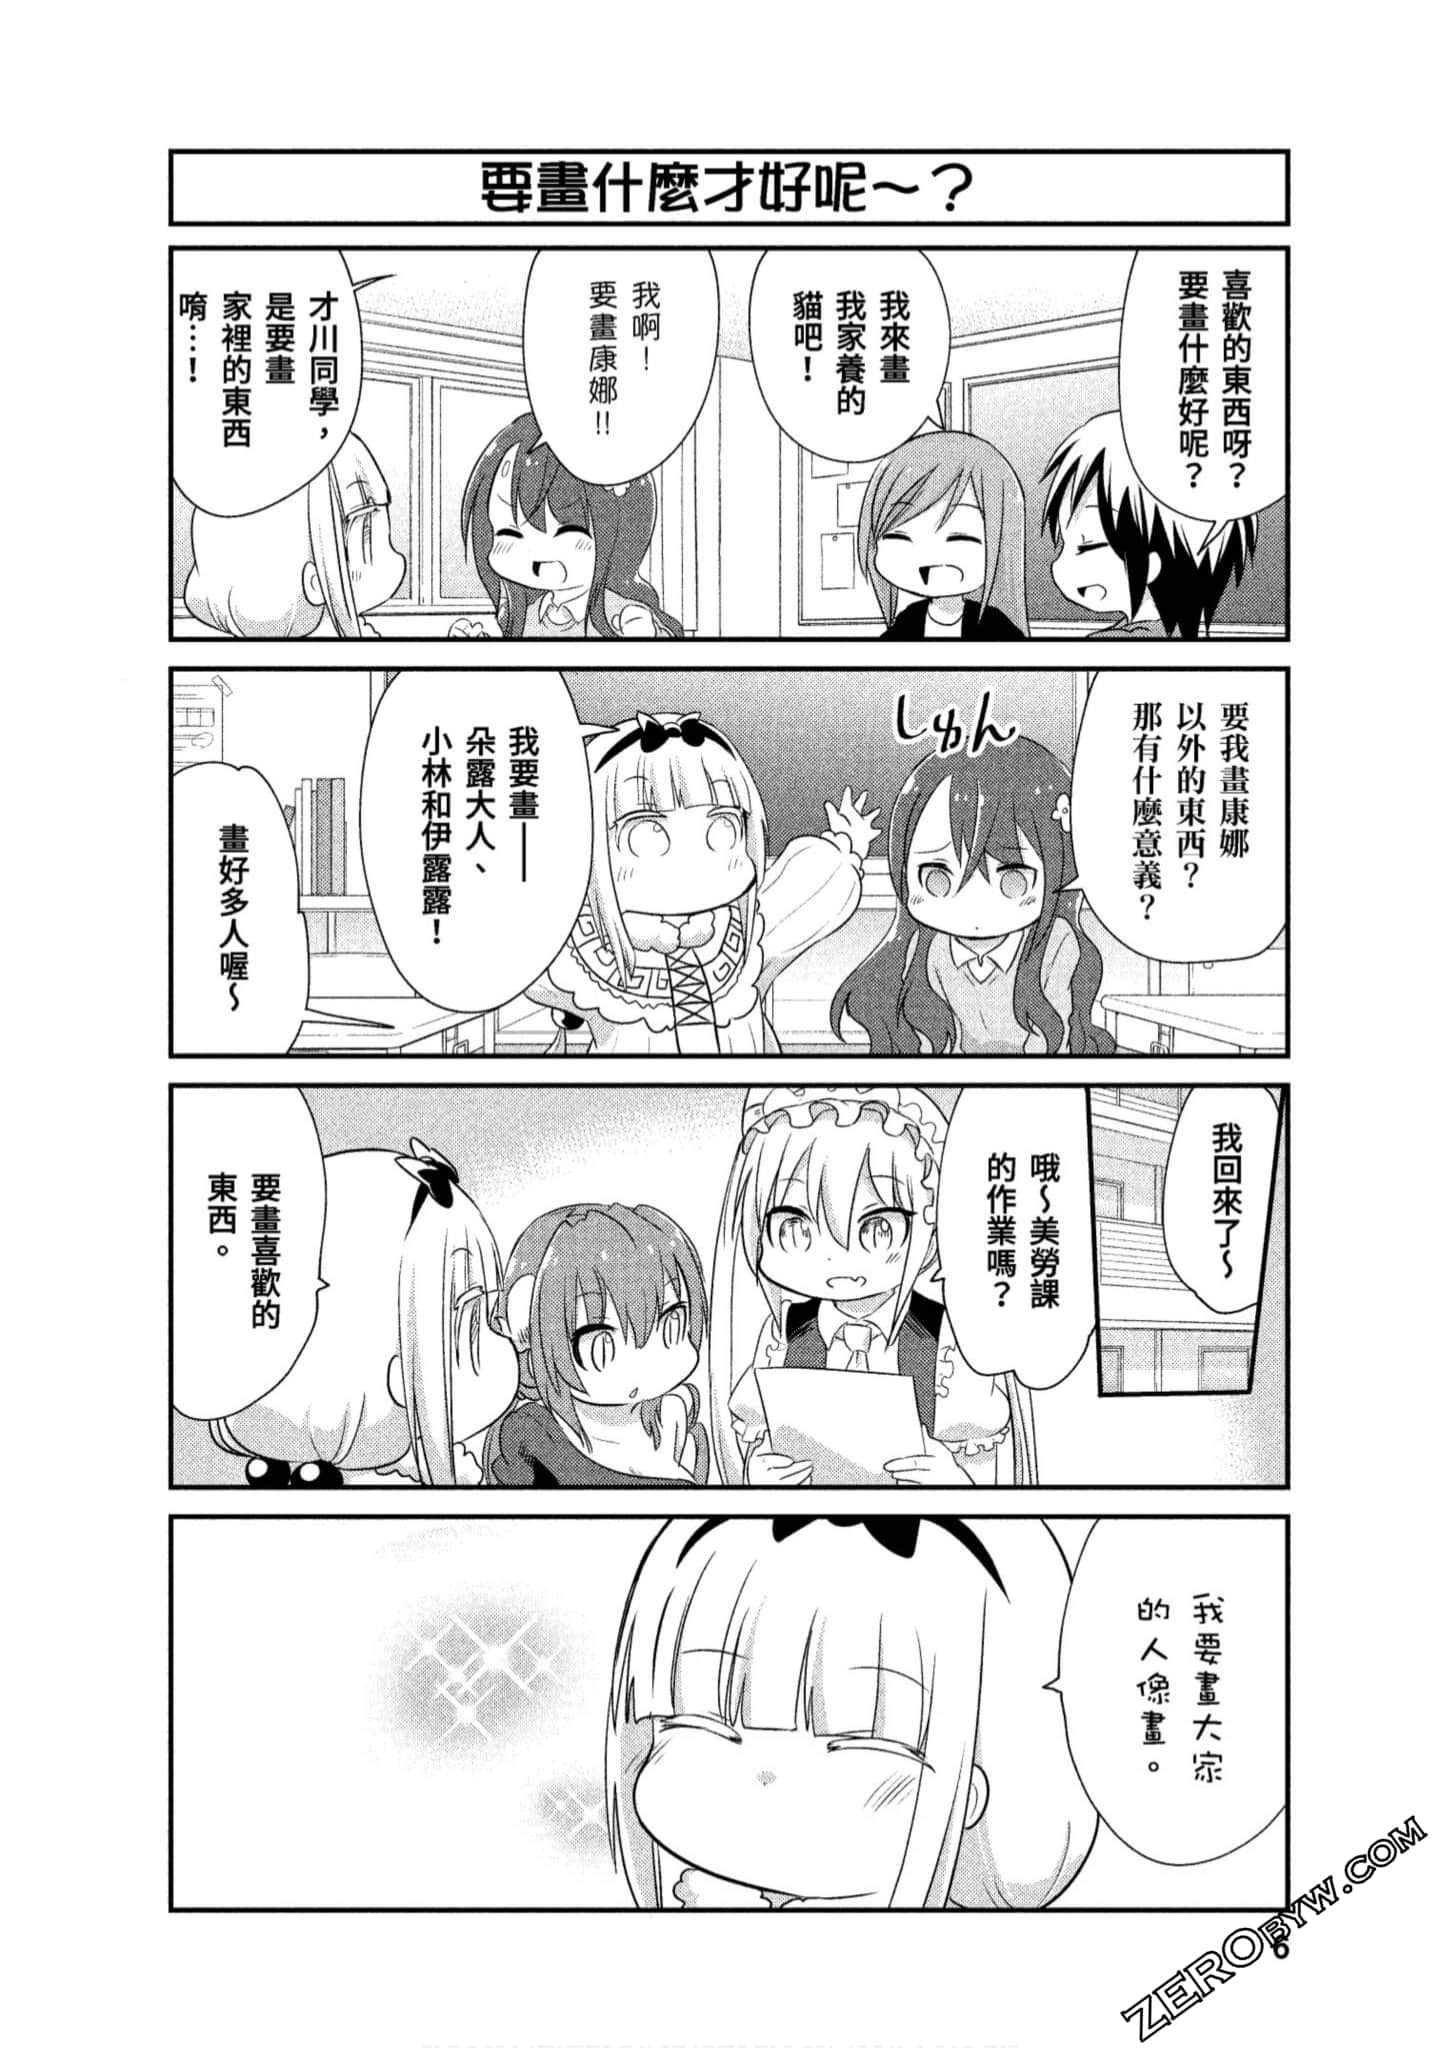 要畫什麼才好呢～？
喜歡的東西呀？
要畫什麼好呢？
我來畫
我家養的
貓吧！
我啊！
要畫康娜!!
才川同學，
是要畫
家裡的東西
唷…！
要我畫康娜
以外的東西？
那有什麼意義？
しゅん
我要畫——
朵露大人、
小林和伊露露！
畫好多人喔～
我回來了～
哦～美勞課
的作業嗎？
要畫喜歡的
東西。
我要畫大家
的人像畫。
6
ZEROBYW.COM